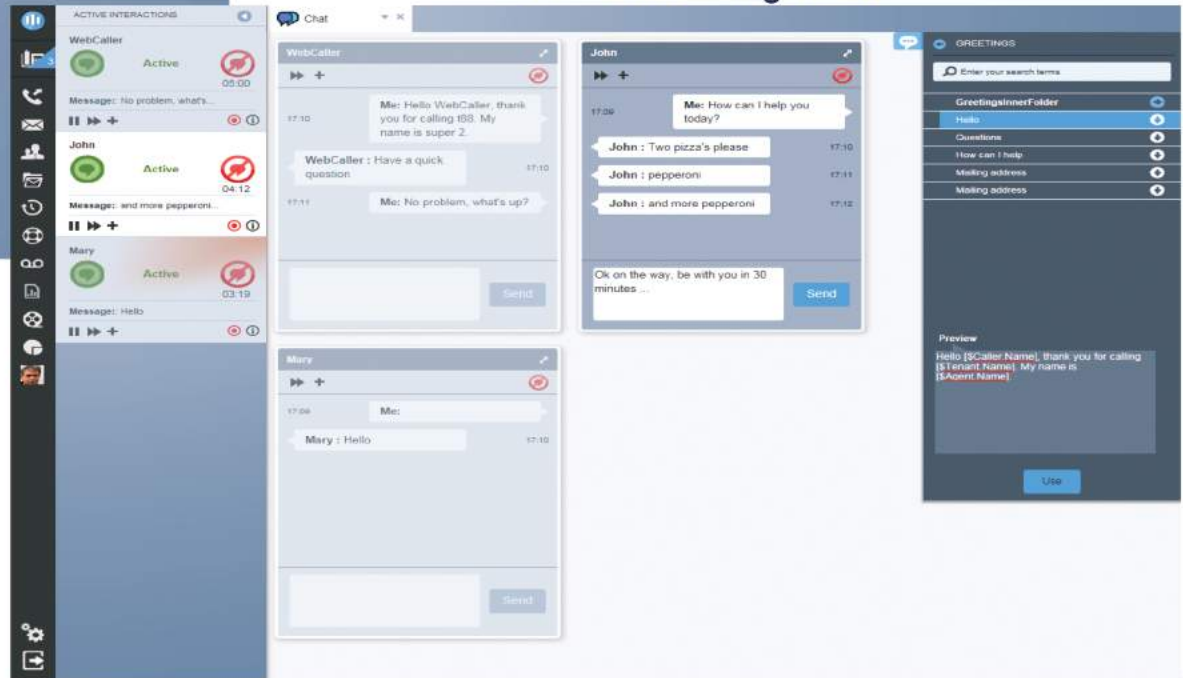 ACTIVE INTERACTIONS
WebCaller
Active
05:00
Message: No problem, what's...
John
Active
04:12
Message: and more pepperoni...
Mary
Active
03:19
Message: Hello
3
Chat
WebCaller
17:10
Me: Hello WebCaller, thank
you for calling t88. My
name is super 2.
WebCaller : Have a quick
question
17:10
17:11
Me: No problem, what's up?
Send
John
17:09
Me: How can I help you
today?
John : Two pizza's please
17:10
John : pepperoni
17:11
John : and more pepperoni
17:12
Ok on the way, be with you in 30
minutes ...
Send
Mary
17:09
Me:
Mary : Hello
17:10
Send
GREETINGS
Enter your search terms
GreetingsInnerFolder
Hello
Questions
How can I help
Mailing address
Mailing address
Preview
Hello [$Caller.Name], thank you for calling
[$Tenant.Name]. My name is
[$Agent.Name]
Use